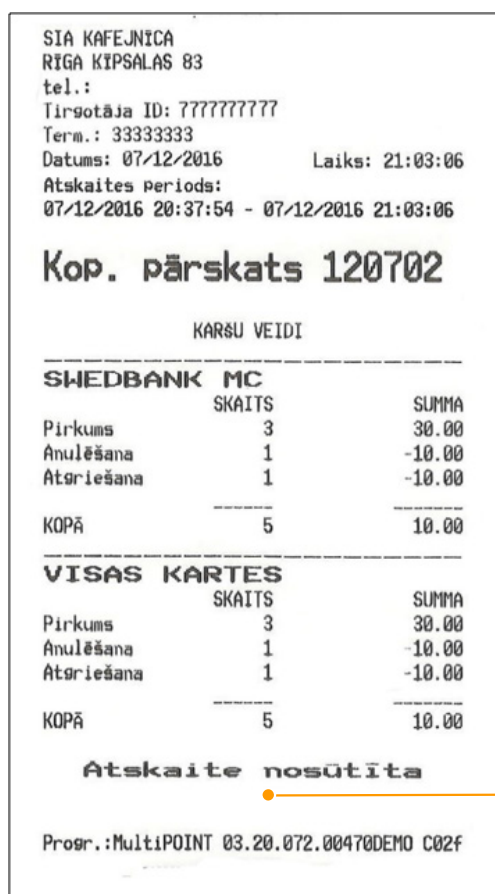 SIA KAFEJNĪCA
RĪGA ĶĪPSALAS 83
tel.:
Tirgotāja ID: 7777777777
Term.: 33333333
Datums: 07/12/2016 Laiks: 21:03:06
Atskaites periods:
07/12/2016 20:37:54 - 07/12/2016 21:03:06
Kop. pārskats 120702
KARŠU VEIDI
SWEDBANK MC
SKAITS SUMMA
Pirkums 3 30.00
Anulēšana 1 -10.00
Atgriešana 1 -10.00
KOPĀ 5 10.00
VISAS KARTES
SKAITS SUMMA
Pirkums 3 30.00
Anulēšana 1 -10.00
Atgriešana 1 -10.00
KOPĀ 5 10.00
Atskaite nosūtīta
Progr.:MultiPOINT 03.20.072.00470DEMO C02f